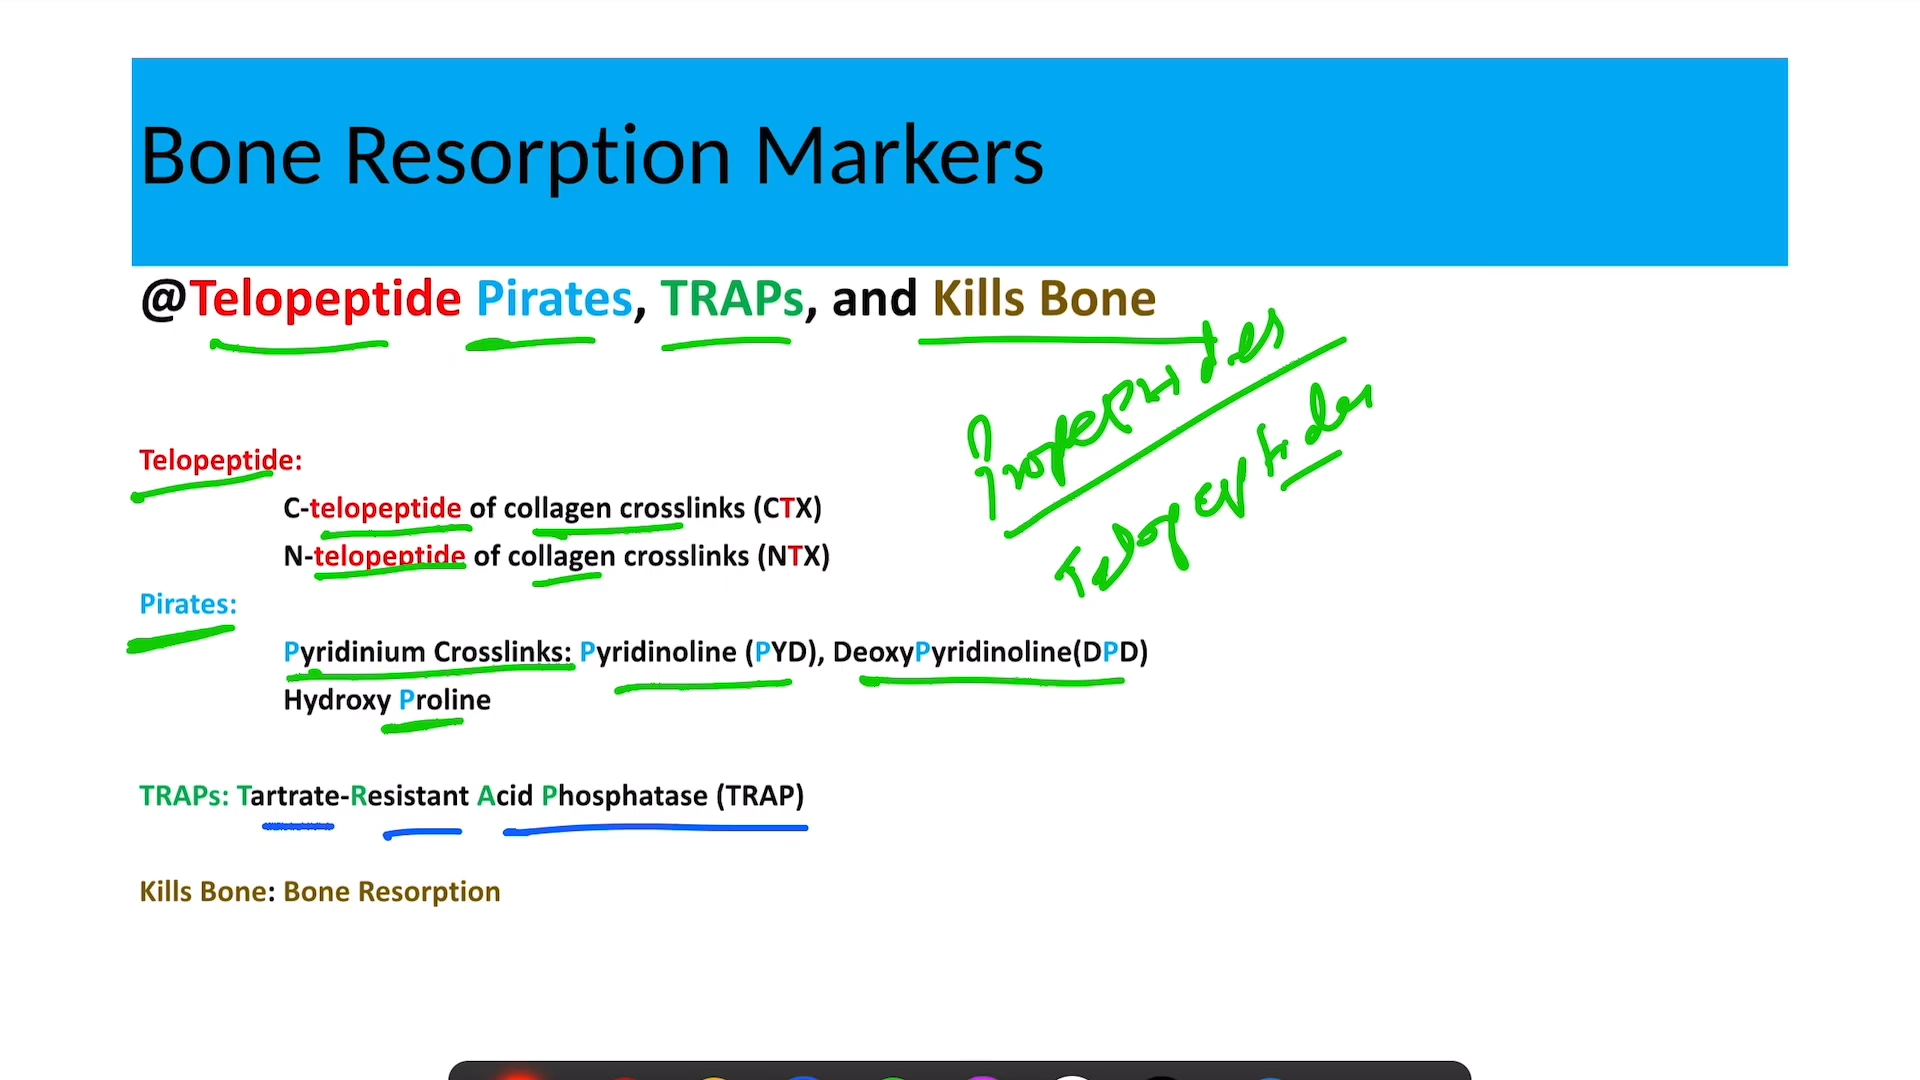 Bone Resorption Markers
@Telopeptide Pirates, TRAPs, and Kills Bone
Propeptides
Telopeptides
Telopeptide:
C-telopeptide of collagen crosslinks (CTX)
N-telopeptide of collagen crosslinks (NTX)
Pirates:
Pyridinium Crosslinks: Pyridinoline (PYD), DeoxyPyridinoline(DPD)
Hydroxy Proline
TRAPs: Tartrate-Resistant Acid Phosphatase (TRAP)
Kills Bone: Bone Resorption